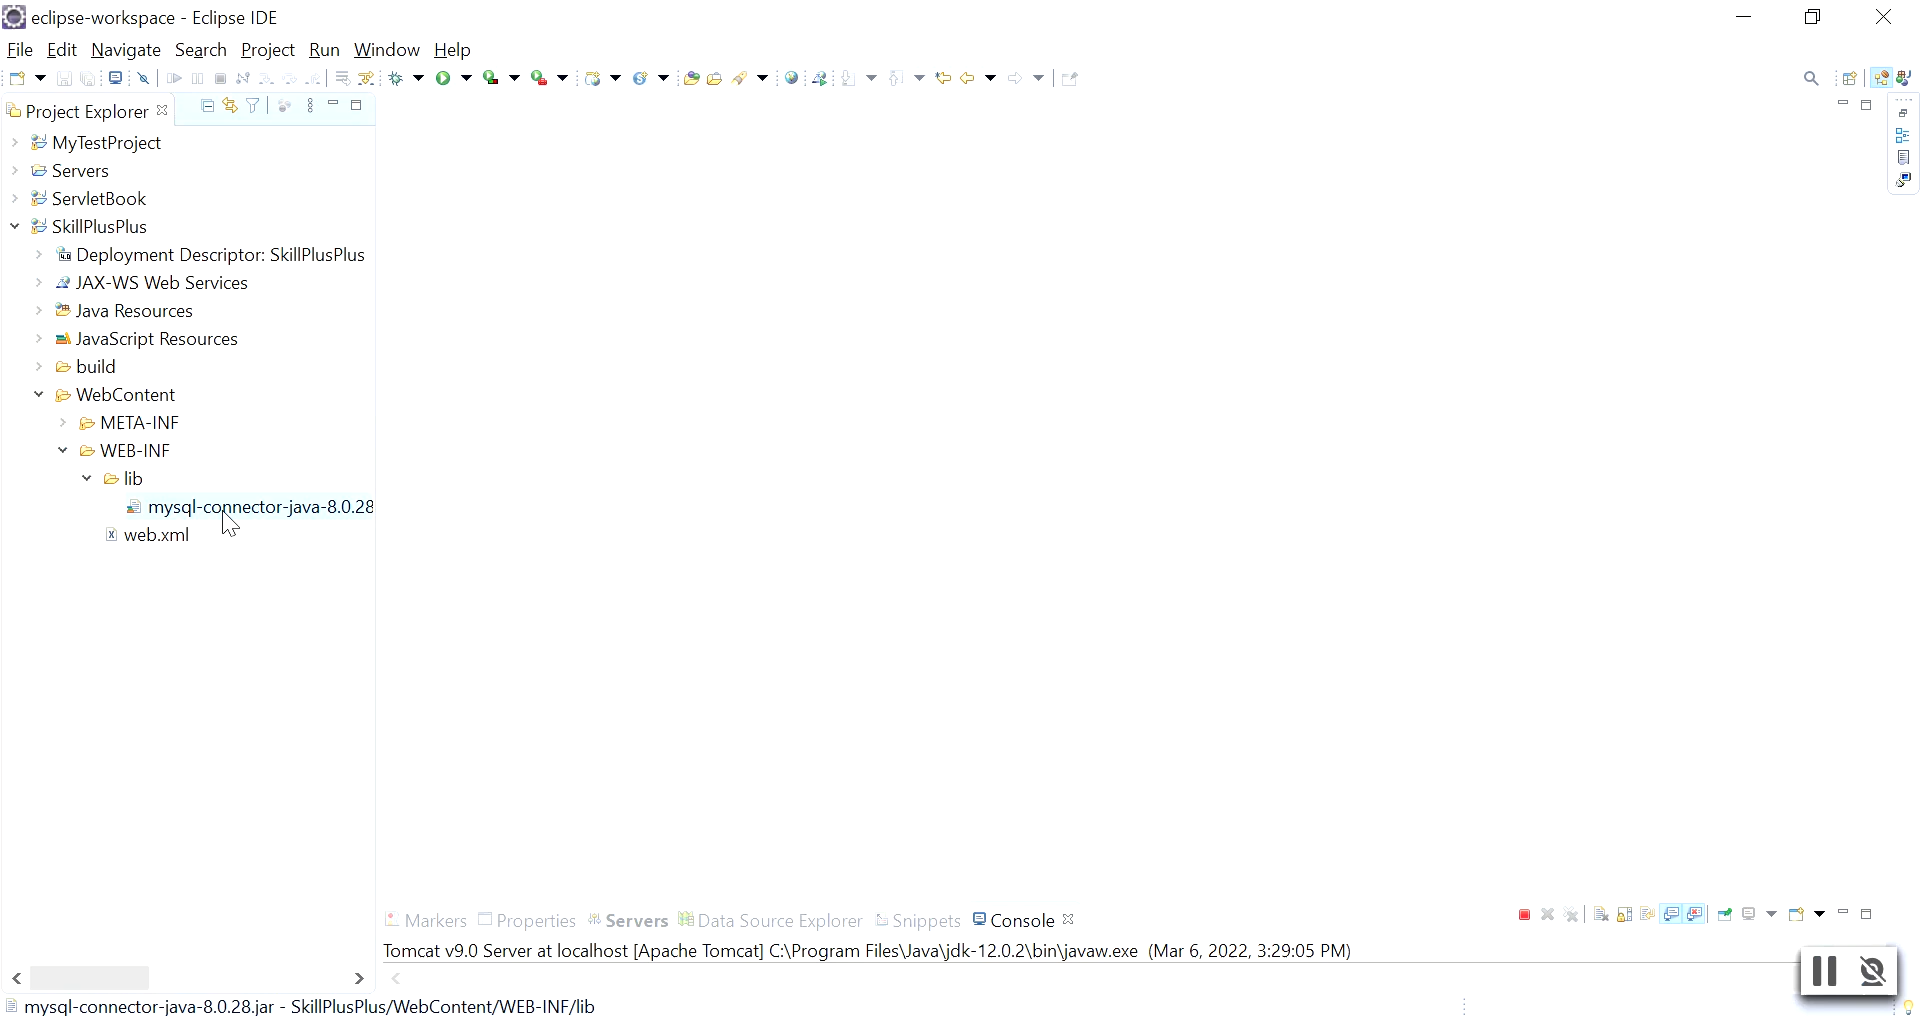 eclipse-workspace - Eclipse IDE
File Edit Navigate Search Project Run Window Help
Project Explorer
MyTestProject
Servers
ServletBook
SkillPlusPlus
Deployment Descriptor: SkillPlusPlus
JAX-WS Web Services
Java Resources
JavaScript Resources
build
WebContent
META-INF
WEB-INF
lib
mysql-connector-java-8.0.28
web.xml
Markers Properties Servers Data Source Explorer Snippets Console
Tomcat v9.0 Server at localhost [Apache Tomcat] C:\Program Files\Java\jdk-12.0.2\bin\javaw.exe (Mar 6, 2022, 3:29:05 PM)
mysql-connector-java-8.0.28.jar - SkillPlusPlus/WebContent/WEB-INF/lib